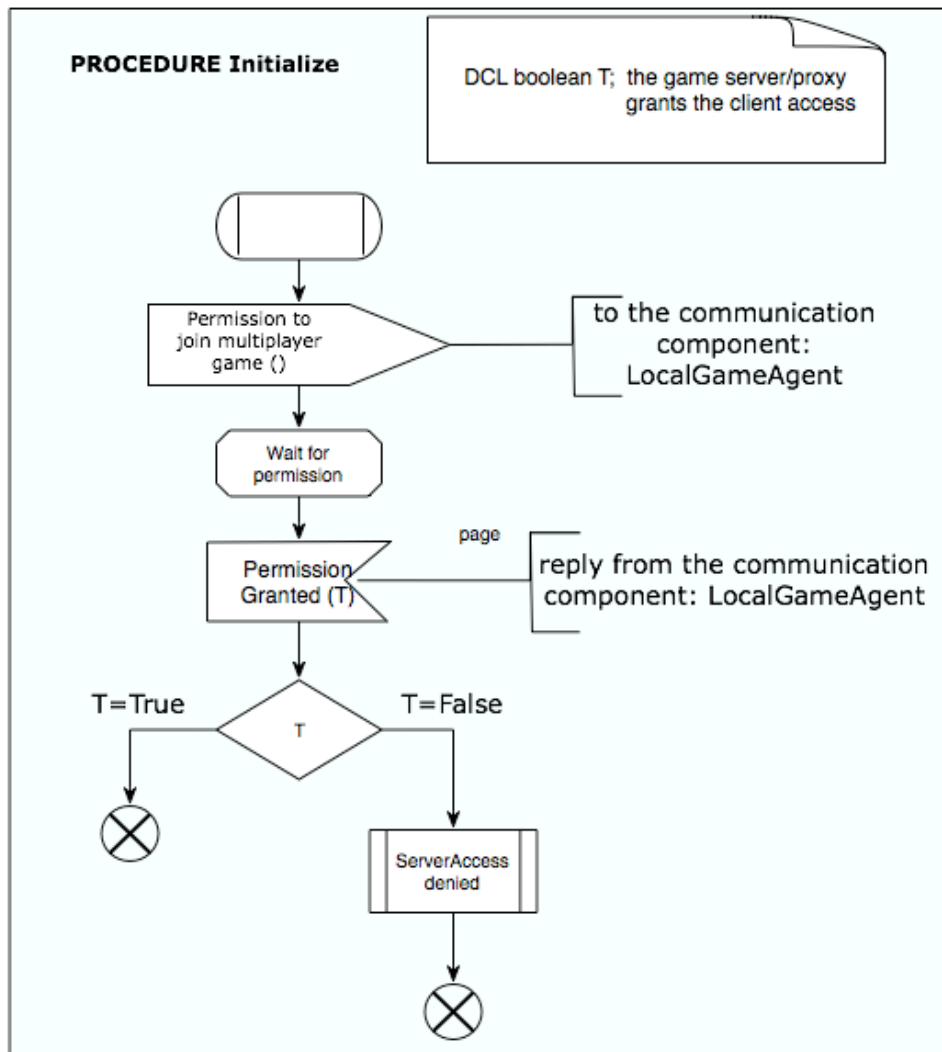 PROCEDURE Initialize
DCL boolean T; the game server/proxy
grants the client access
Permission to
join multiplayer
game ()
to the communication
component:
LocalGameAgent
Wait for
permission
page
Permission
Granted (T)
reply from the communication
component: LocalGameAgent
T=True
T=False
T
ServerAccess
denied